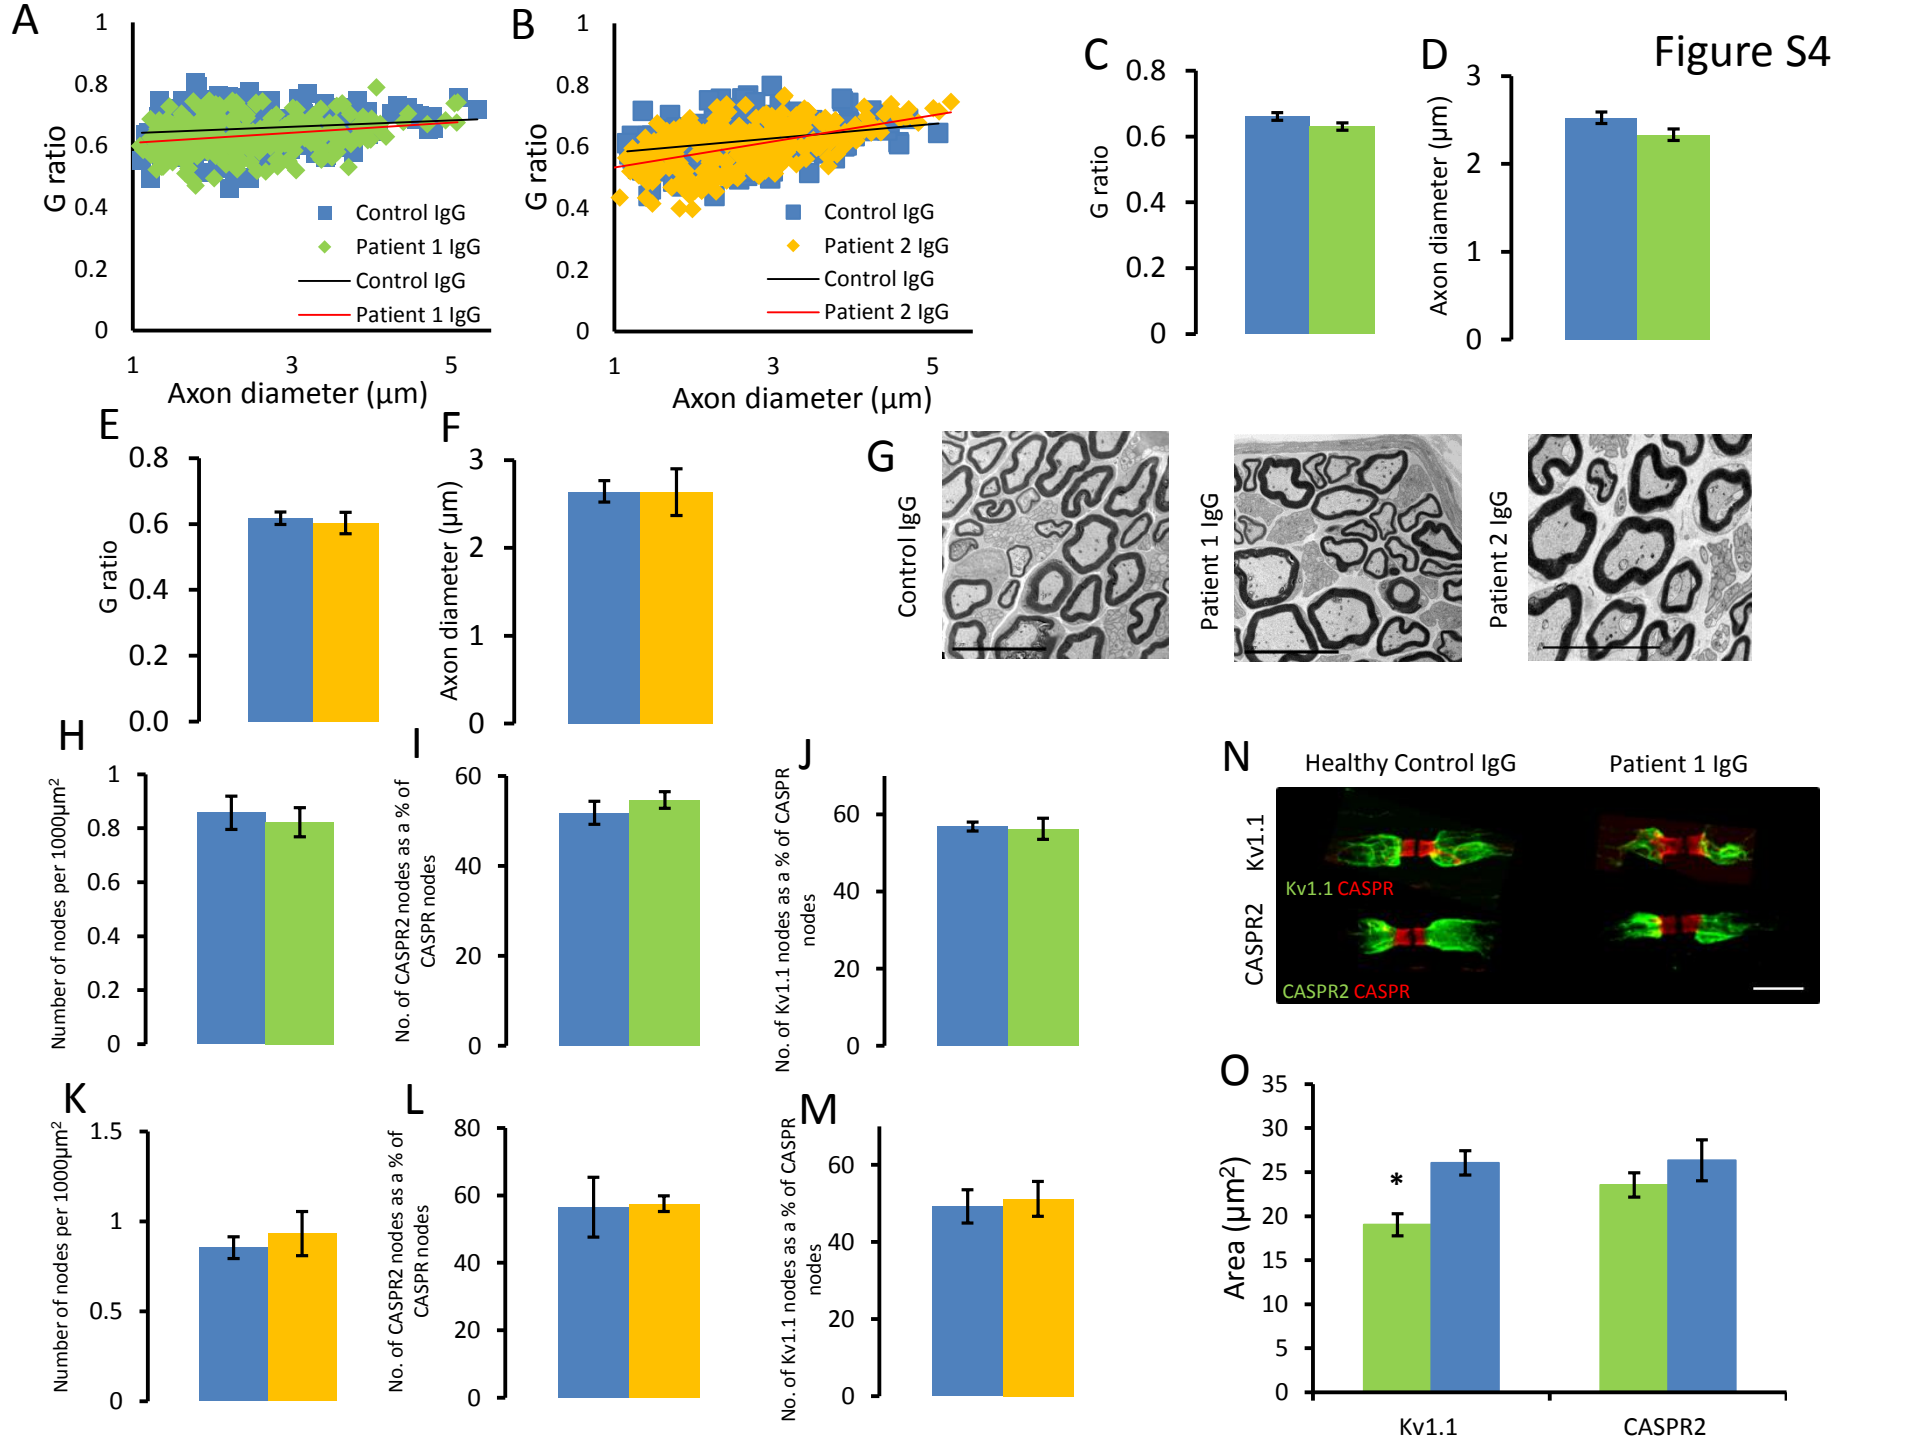 Figure S4
A
1
0.8
0.6
0.4
0.2
0
G ratio
Control IgG
Patient 1 IgG
Control IgG
Patient 1 IgG
1 3 5
Axon diameter (µm)
B
1
0.8
0.6
0.4
0.2
0
G ratio
Control IgG
Patient 2 IgG
Control IgG
Patient 2 IgG
1 3 5
Axon diameter (µm)
C
0.8
0.6
0.4
0.2
0
G ratio
D
3
2
1
0
Axon diameter (µm)
E
0.8
0.6
0.4
0.2
0.0
G ratio
F
3
2
1
0
Axon diameter (µm)
G
Control IgG
Patient 1 IgG
Patient 2 IgG
H
1
0.8
0.6
0.4
0.2
0
Number of nodes per 1000µm²
I
60
40
20
0
No. of CASPR2 nodes as a % of
CASPR nodes
J
60
40
20
0
No. of Kv1.1 nodes as a % of CASPR
nodes
K
1.5
1
0.5
0
Number of nodes per 1000µm²
L
80
60
40
20
0
No. of CASPR2 nodes as a % of
CASPR nodes
M
60
40
20
0
No. of Kv1.1 nodes as a % of CASPR
nodes
N
Healthy Control IgG Patient 1 IgG
Kv1.1
Kv1.1 CASPR
CASPR2
CASPR2 CASPR
O
35
30
25
20
15
10
5
0
Area (µm²)
*
Kv1.1 CASPR2